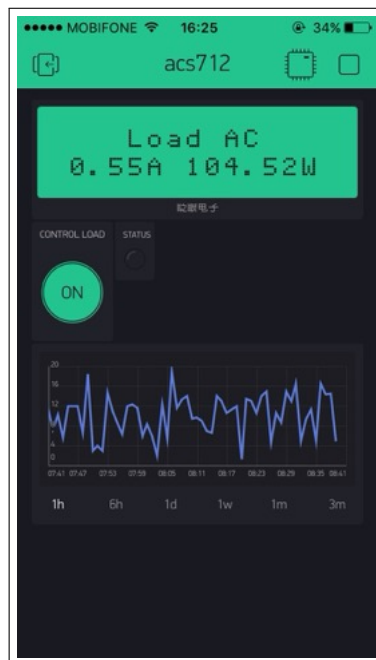 MOBIFONE 16:25 34%
acs712
Load AC
0.55A 104.52W
CONTROL LOAD STATUS
ON
20
16
12
8
4
0
07:41 07:47 07:53 07:59 08:05 08:11 08:17 08:23 08:29 08:35 08:41
1h 6h 1d 1w 1m 3m